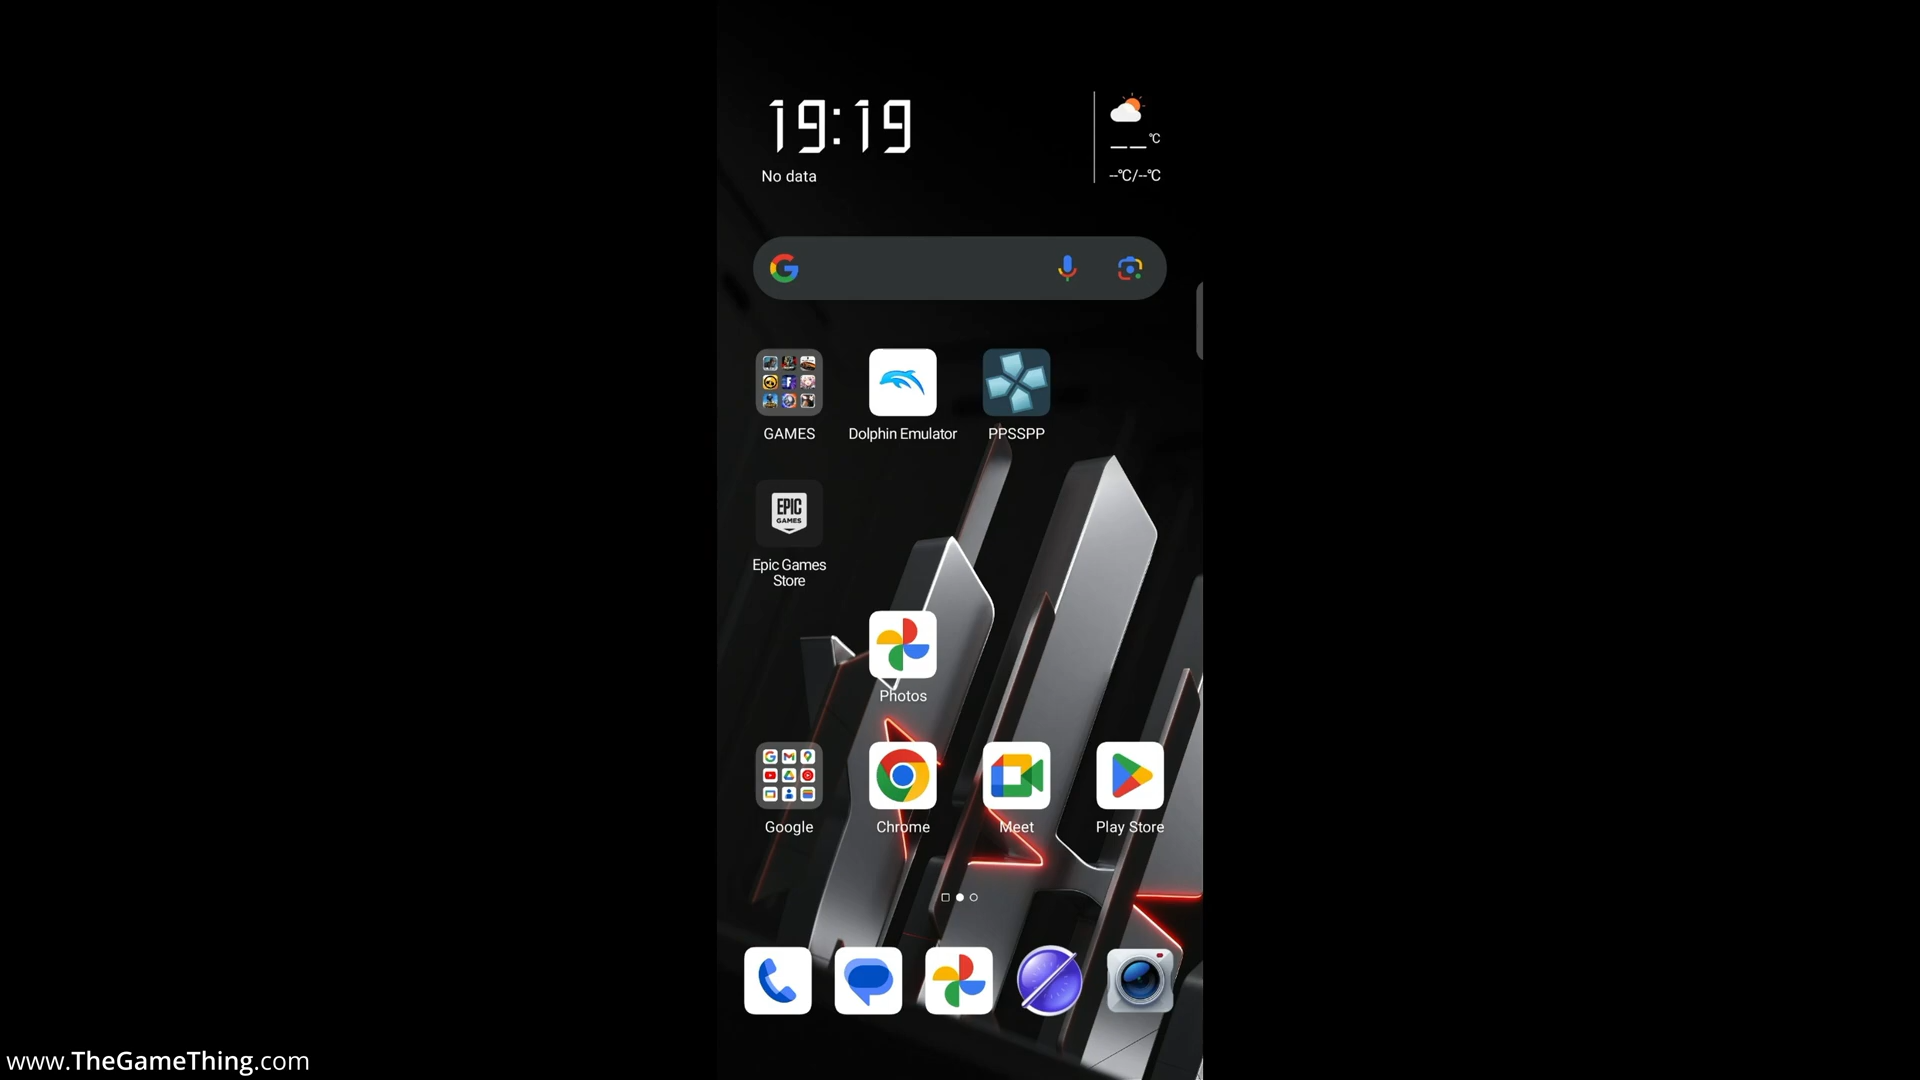 19:19
No data
°C
--°C/--°C
GAMES
Dolphin Emulator
PPSSPP
EPIC
GAMES
Epic Games
Store
Photos
Google
Chrome
Meet
Play Store
www.TheGameThing.com